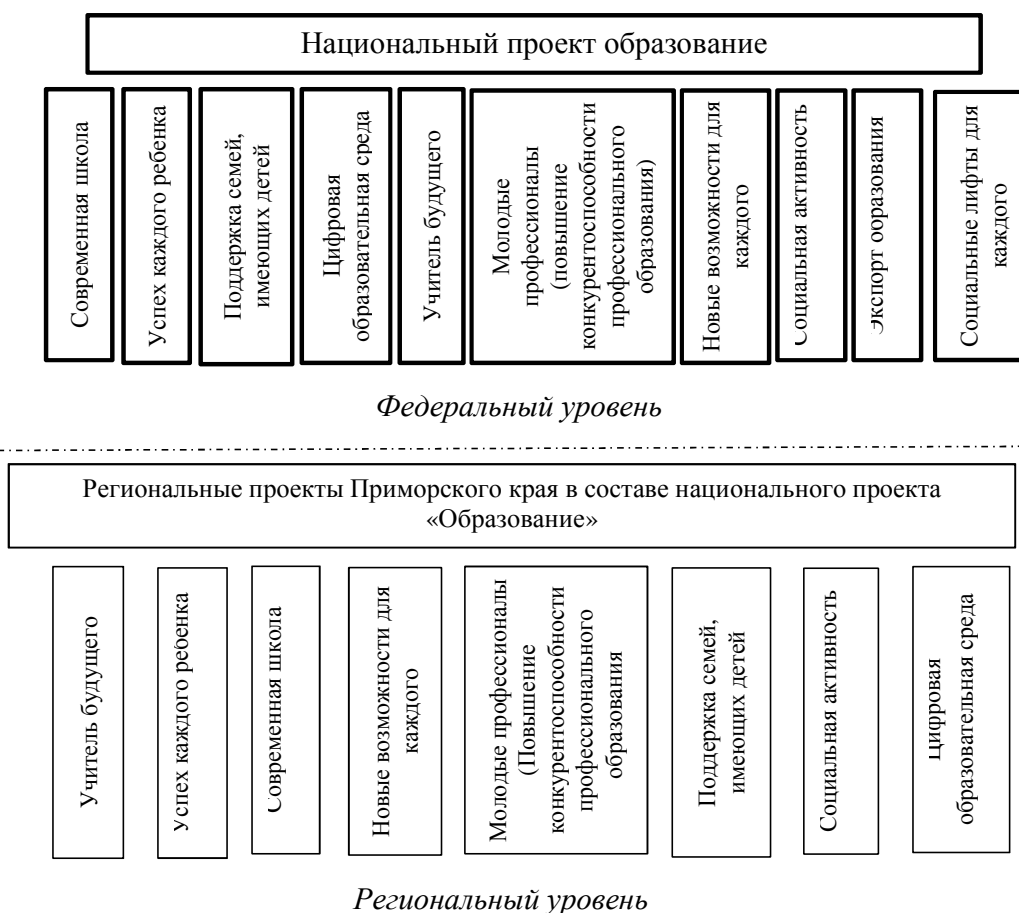 Национальный проект образование
Современная школа
Успех каждого ребенка
Поддержка семей,
имеющих детей
Цифровая
образовательная среда
Учитель будущего
Молодые
профессионалы
(повышение
конкурентоспособности
профессионального
образования)
Новые возможности для
каждого
Социальная активность
Экспорт образования
Социальные лифты для
каждого
Федеральный уровень
Региональные проекты Приморского края в составе национального проекта
«Образование»
Учитель будущего
Успех каждого ребенка
Современная школа
Новые возможности для
каждого
Молодые профессионалы
(Повышение
конкурентоспособности
профессионального
образования
Поддержка семей,
имеющих детей
Социальная активность
Цифровая
образовательная среда
Региональный уровень